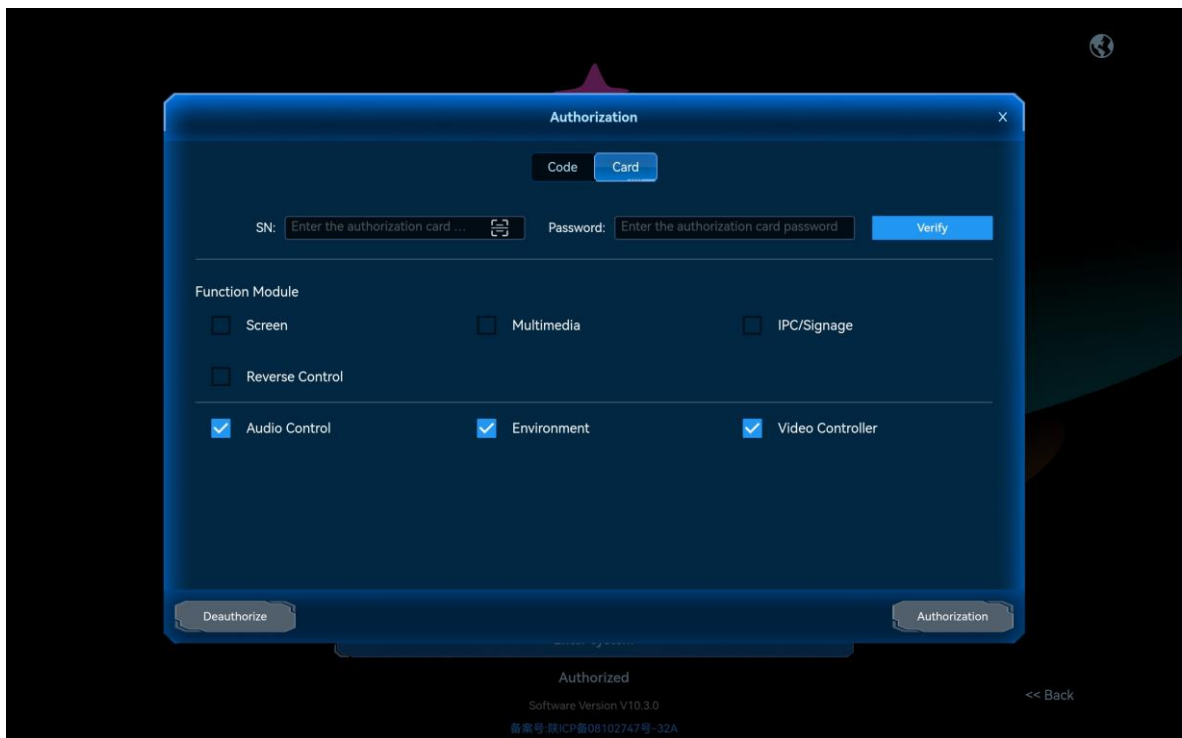 Authorization X
Code Card
SN: Enter the authorization card ... Password: Enter the authorization card password Verify
Function Module
Screen Multimedia IPC/Signage
Reverse Control
Audio Control Environment Video Controller
Deauthorize Authorization
Authorized
<< Back
Software Version V10.3.0
备案号:陕ICP备08102747号-32A